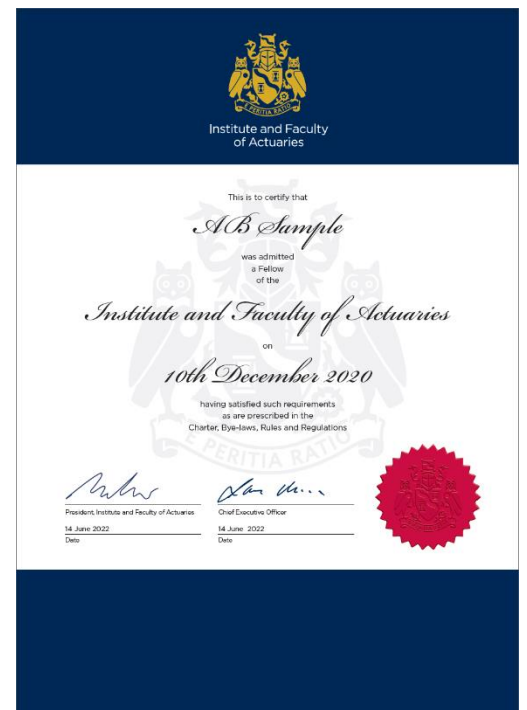 E PERITIA RATIO
Institute and Faculty
of Actuaries
This is to certify that
AB Sample
was admitted
a Fellow
of the
Institute and Faculty of Actuaries
on
10th December 2020
having satisfied such requirements
as are prescribed in the
Charter, Bye-laws, Rules and Regulations
E PERITIA RATIO
President, Institute and Faculty of Actuaries
Chief Executive Officer
14 June 2022
14 June 2022
Date
Date